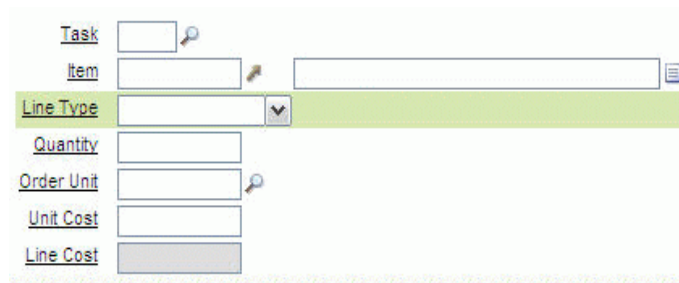 Task
Item
Line Type
Quantity
Order Unit
Unit Cost
Line Cost